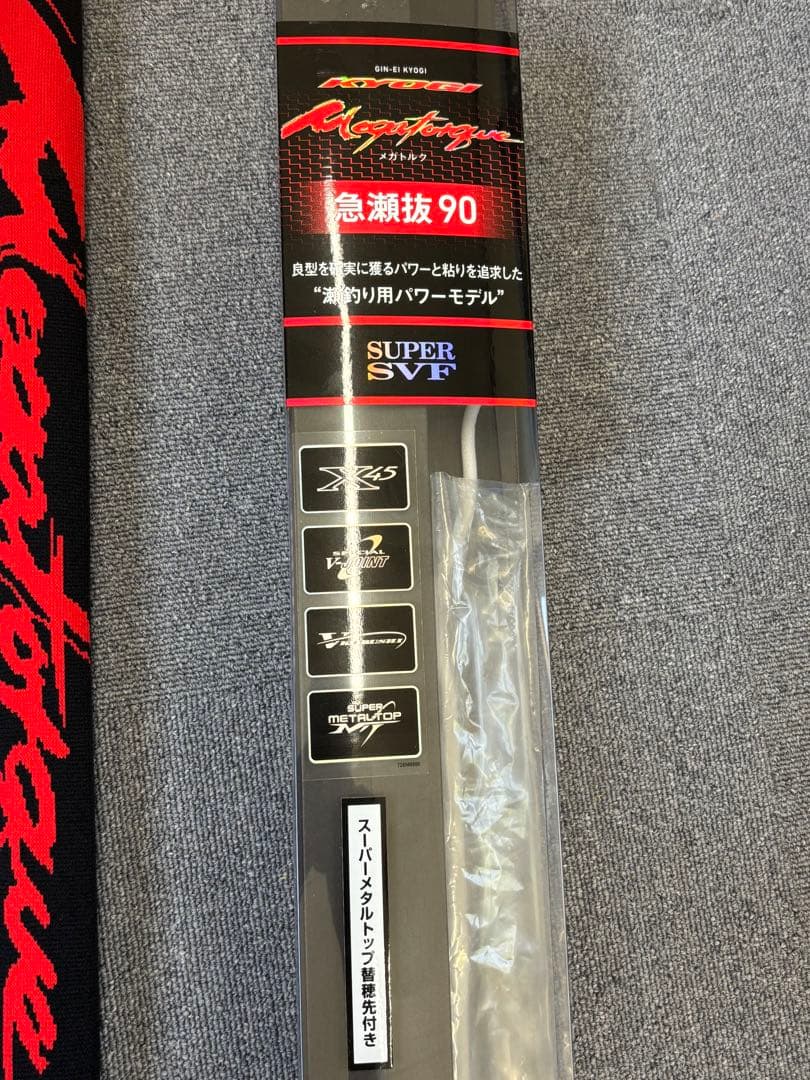 GIN-EI KYOGI
KYOGI
Megatorque
メガトルク
急瀬抜 90
良型を確実に獲るパワーと粘りを追求した
“瀬釣り用パワーモデル”
SUPER
SVF
X45
SPECIAL
V-JOINT
SUPER
METAL TOP
MT
スーパーメタルトップ替穂先付き
Megatorque